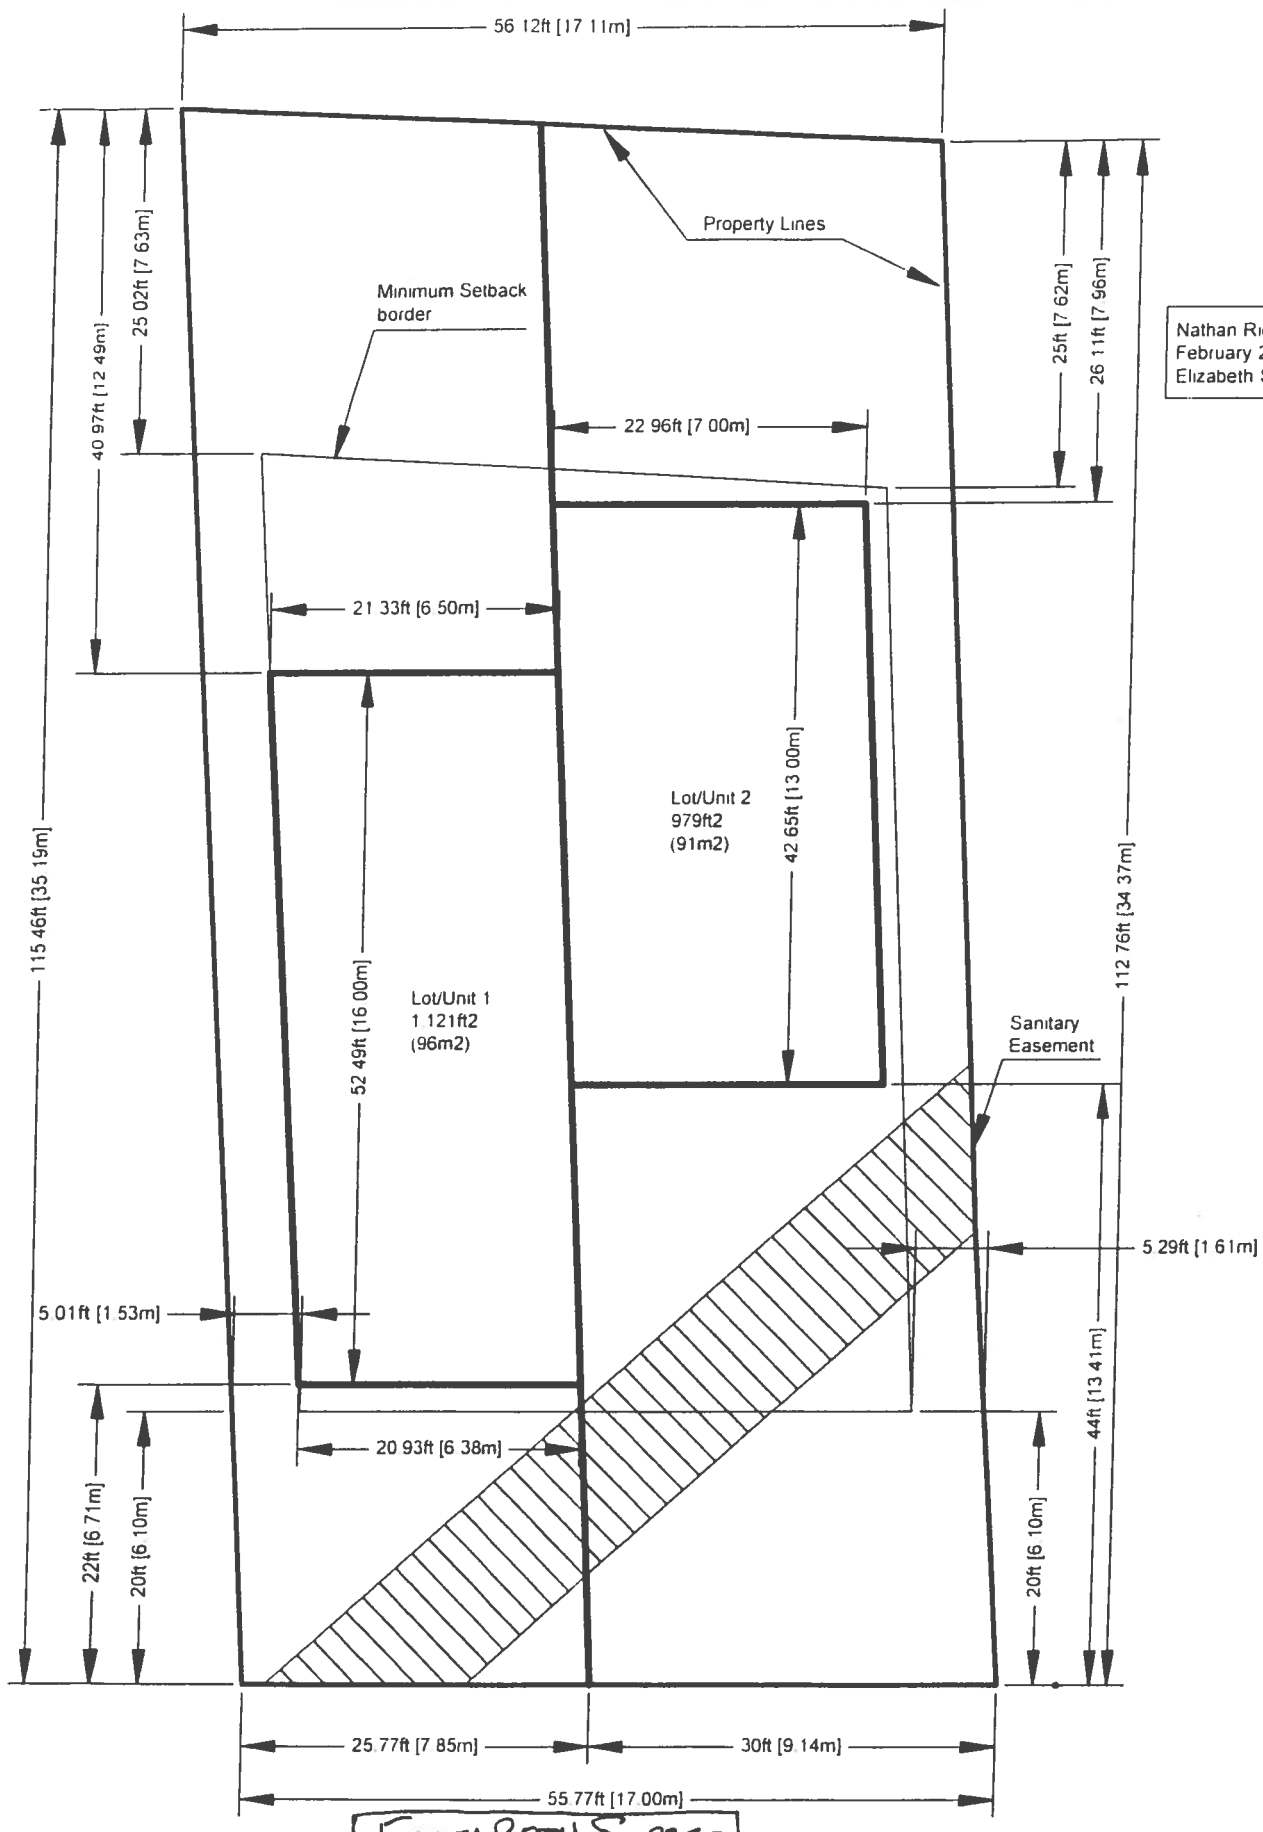 56 12ft [17 11m]
Property Lines
Minimum Setback
border
25 02ft [7 63m]
40 97ft [12 49m]
25ft [7 62m]
26 11ft [7 96m]
Nathan
February
Elizabeth
22 96ft [7 00m]
21 33ft [6 50m]
42 65ft [13 00m]
Lot/Unit 2
979ft2
(91m2)
115 46ft [35 19m]
112 76ft [34 37m]
52 49ft [16 00m]
Lot/Unit 1
1 121ft2
(96m2)
Sanitary
Easement
5 29ft [1 61m]
5.01ft [1.53m]
44ft [13 41m]
20 93ft [6 38m]
22ft [6 71m]
20ft [6.10m]
20ft [6.10m]
25.77ft [7.85m]
30ft [9.14m]
55.77ft [17.00m]